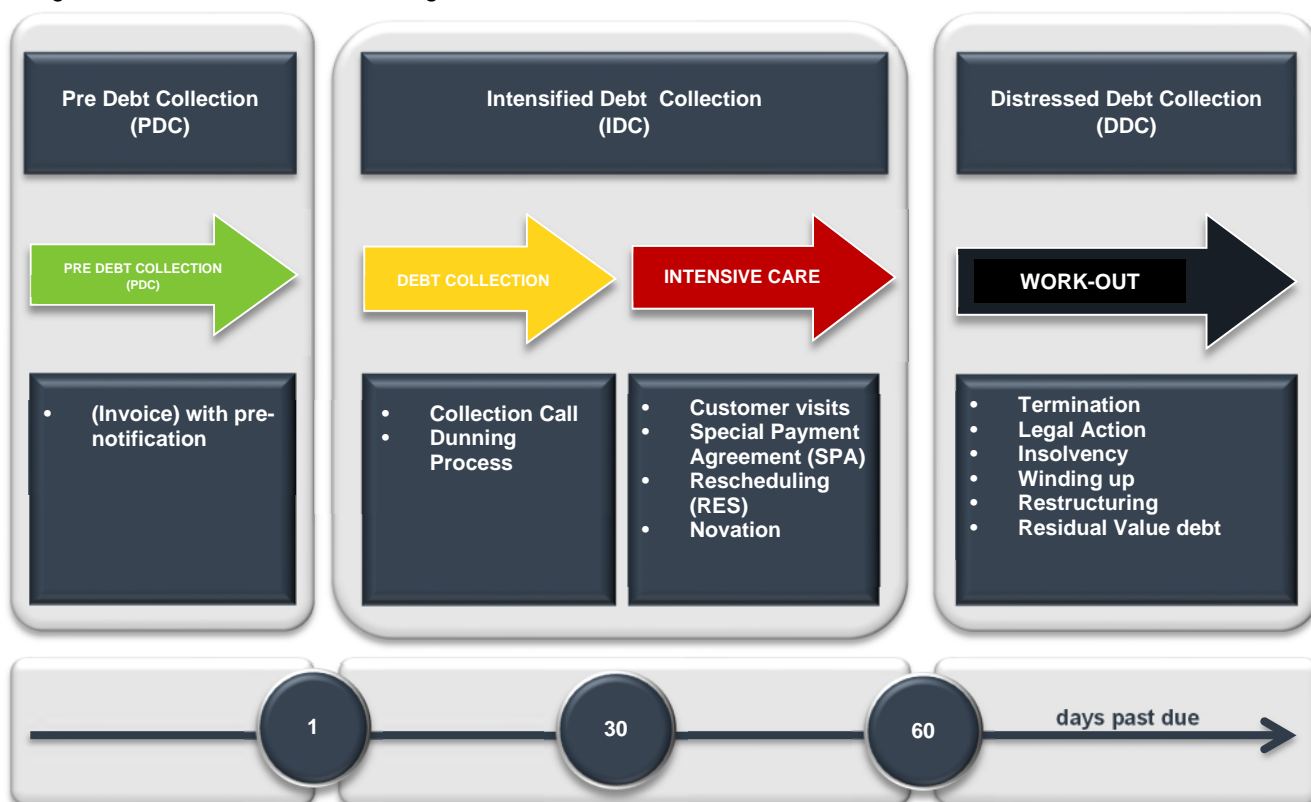 Pre Debt Collection
(PDC)
Intensified Debt Collection
(IDC)
Distressed Debt Collection
(DDC)
PRE DEBT COLLECTION
(PDC)
DEBT COLLECTION
INTENSIVE CARE
WORK-OUT
• (Invoice) with pre-
notification
• Collection Call
• Dunning
Process
• Customer visits
• Special Payment
Agreement (SPA)
• Rescheduling
(RES)
• Novation
• Termination
• Legal Action
• Insolvency
• Winding up
• Restructuring
• Residual Value debt
1
30
60
days past due